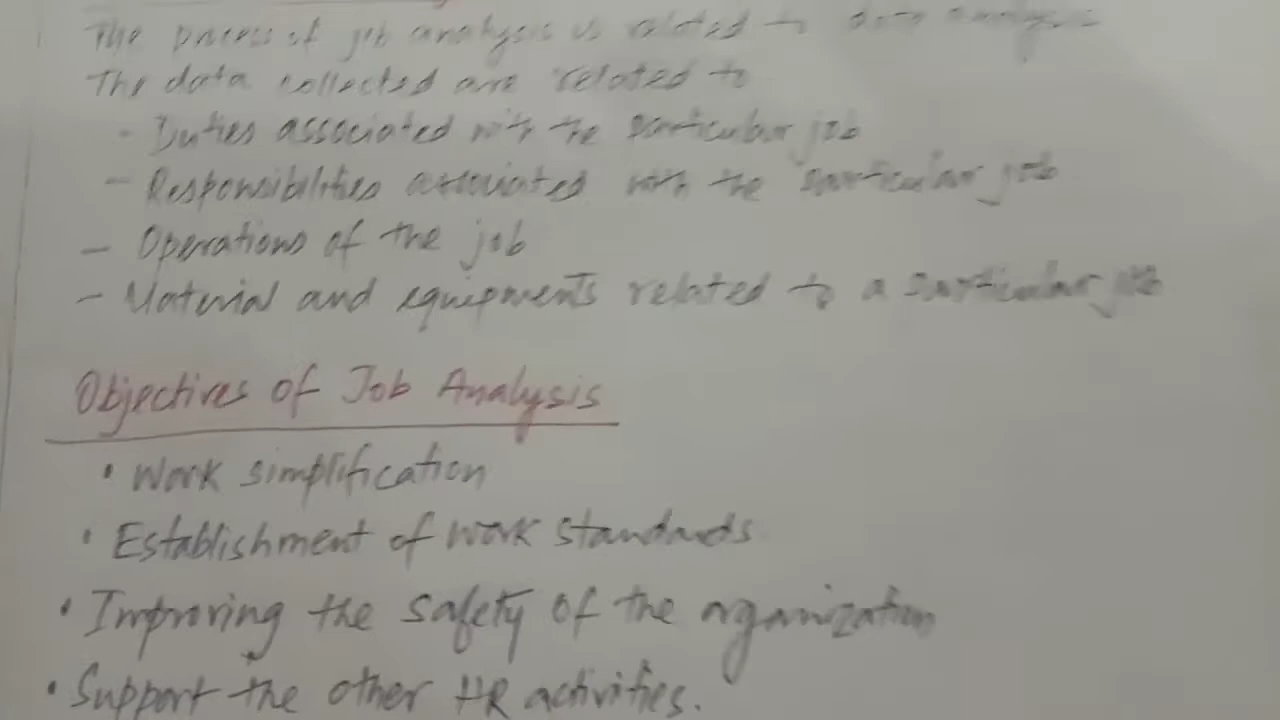 The process of job analysis is related to data analysis
The data collected are related to
- Duties associated with the particular job
- Responsibilities associated with the particular job
- Operations of the job
- Material and equipments related to a particular job
Objectives of Job Analysis
• Work simplification
• Establishment of work standards
• Improving the safety of the organization
• Support the other HR activities.